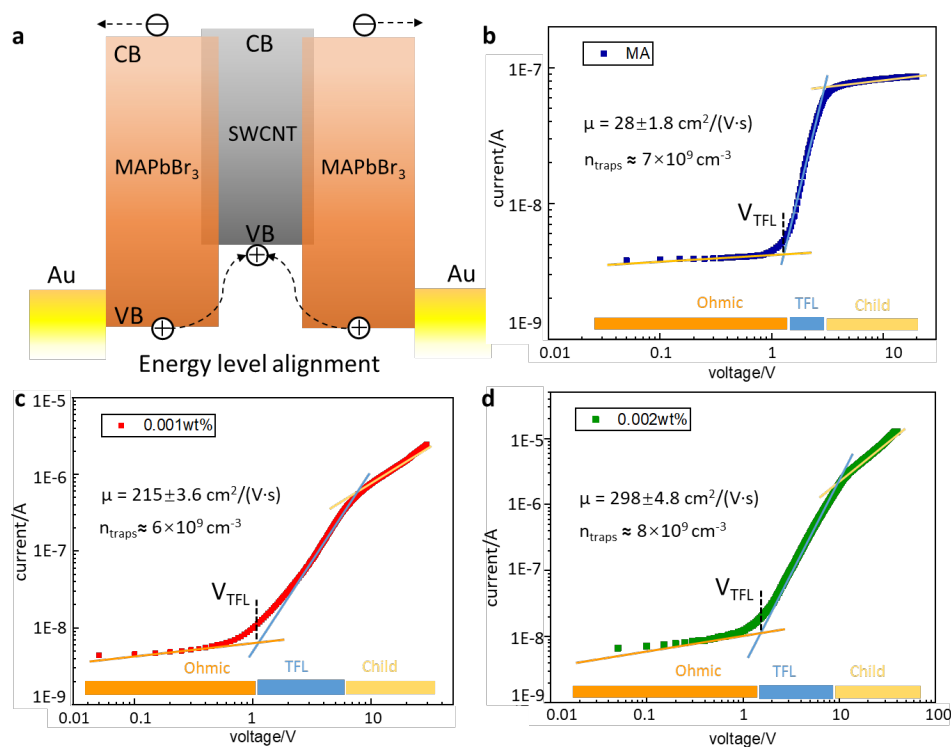 a
CB
CB
SWCNT
MAPbBr₃
MAPbBr₃
VB
Au
Au
VB
VB
Energy level alignment
b
MA
μ = 28±1.8 cm²/(V·s)
nₜᵣₐₚₛ ≈ 7×10⁹ cm⁻³
V_TFL
Ohmic
TFL
Child
1E-7
1E-8
1E-9
current/A
0.01
0.1
1
10
voltage/V
c
0.001wt%
μ = 215±3.6 cm²/(V·s)
nₜᵣₐₚₛ≈ 6×10⁹ cm⁻³
V_TFL
Ohmic
TFL
Child
1E-5
1E-6
1E-7
1E-8
1E-9
current/A
0.01
0.1
1
10
voltage/V
d
0.002wt%
μ = 298±4.8 cm²/(V·s)
nₜᵣₐₚₛ≈ 8×10⁹ cm⁻³
V_TFL
Ohmic
TFL
Child
1E-5
1E-6
1E-7
1E-8
1E-9
current/A
0.01
0.1
1
10
100
voltage/V